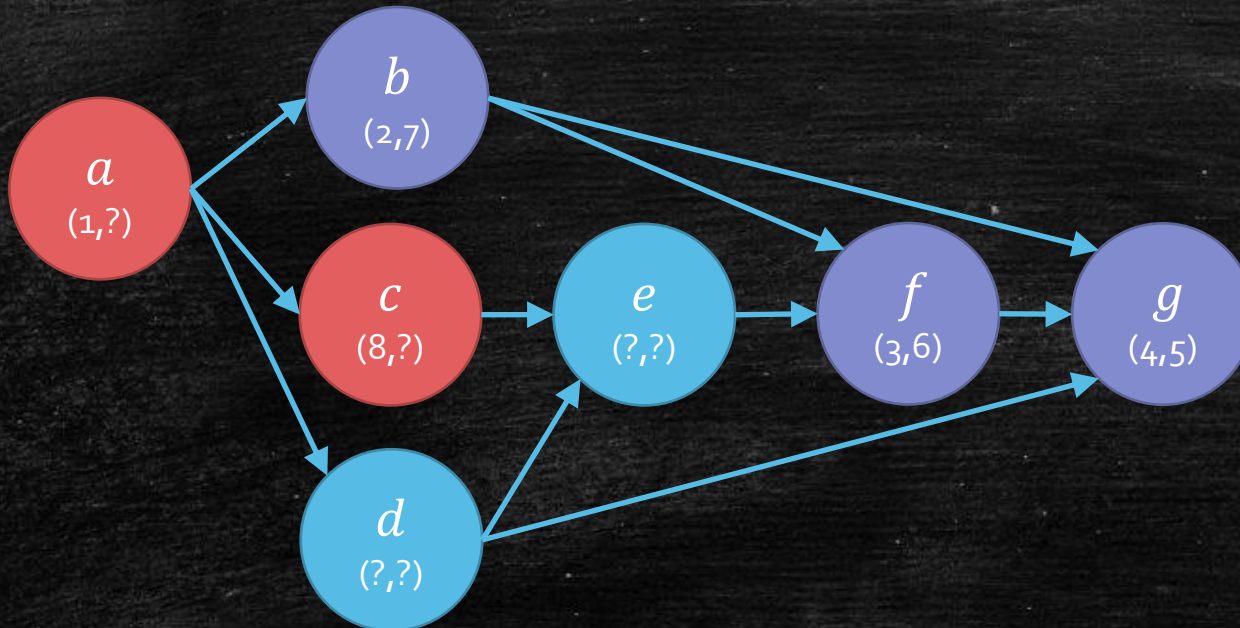 a
(1,?)
b
(2,7)
c
(8,?)
d
(?,?)
e
(?,?)
f
(3,6)
g
(4,5)